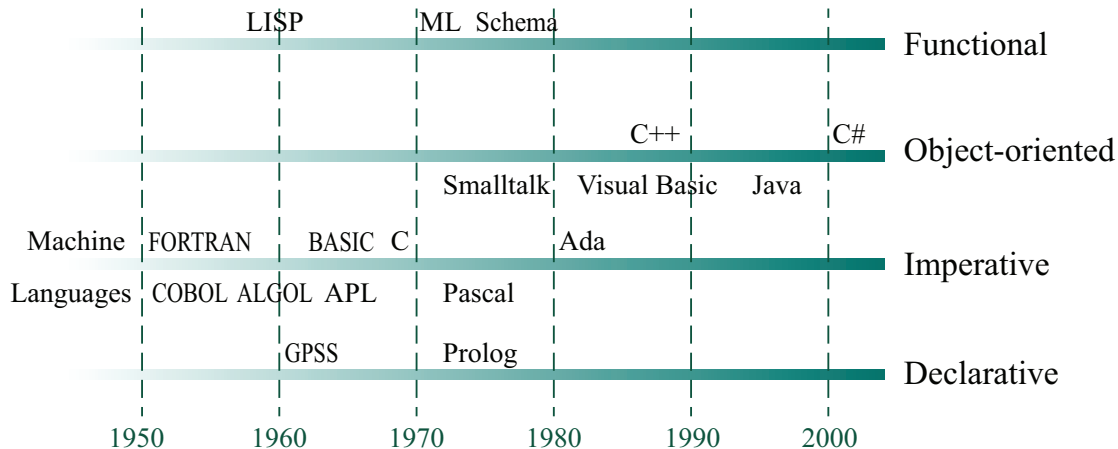 LISP ML Schema
Functional
C++ C#
Object-oriented
Smalltalk Visual Basic Java
Machine FORTRAN BASIC C Ada
Imperative
Languages COBOL ALGOL APL Pascal
GPSS Prolog
Declarative
1950 1960 1970 1980 1990 2000